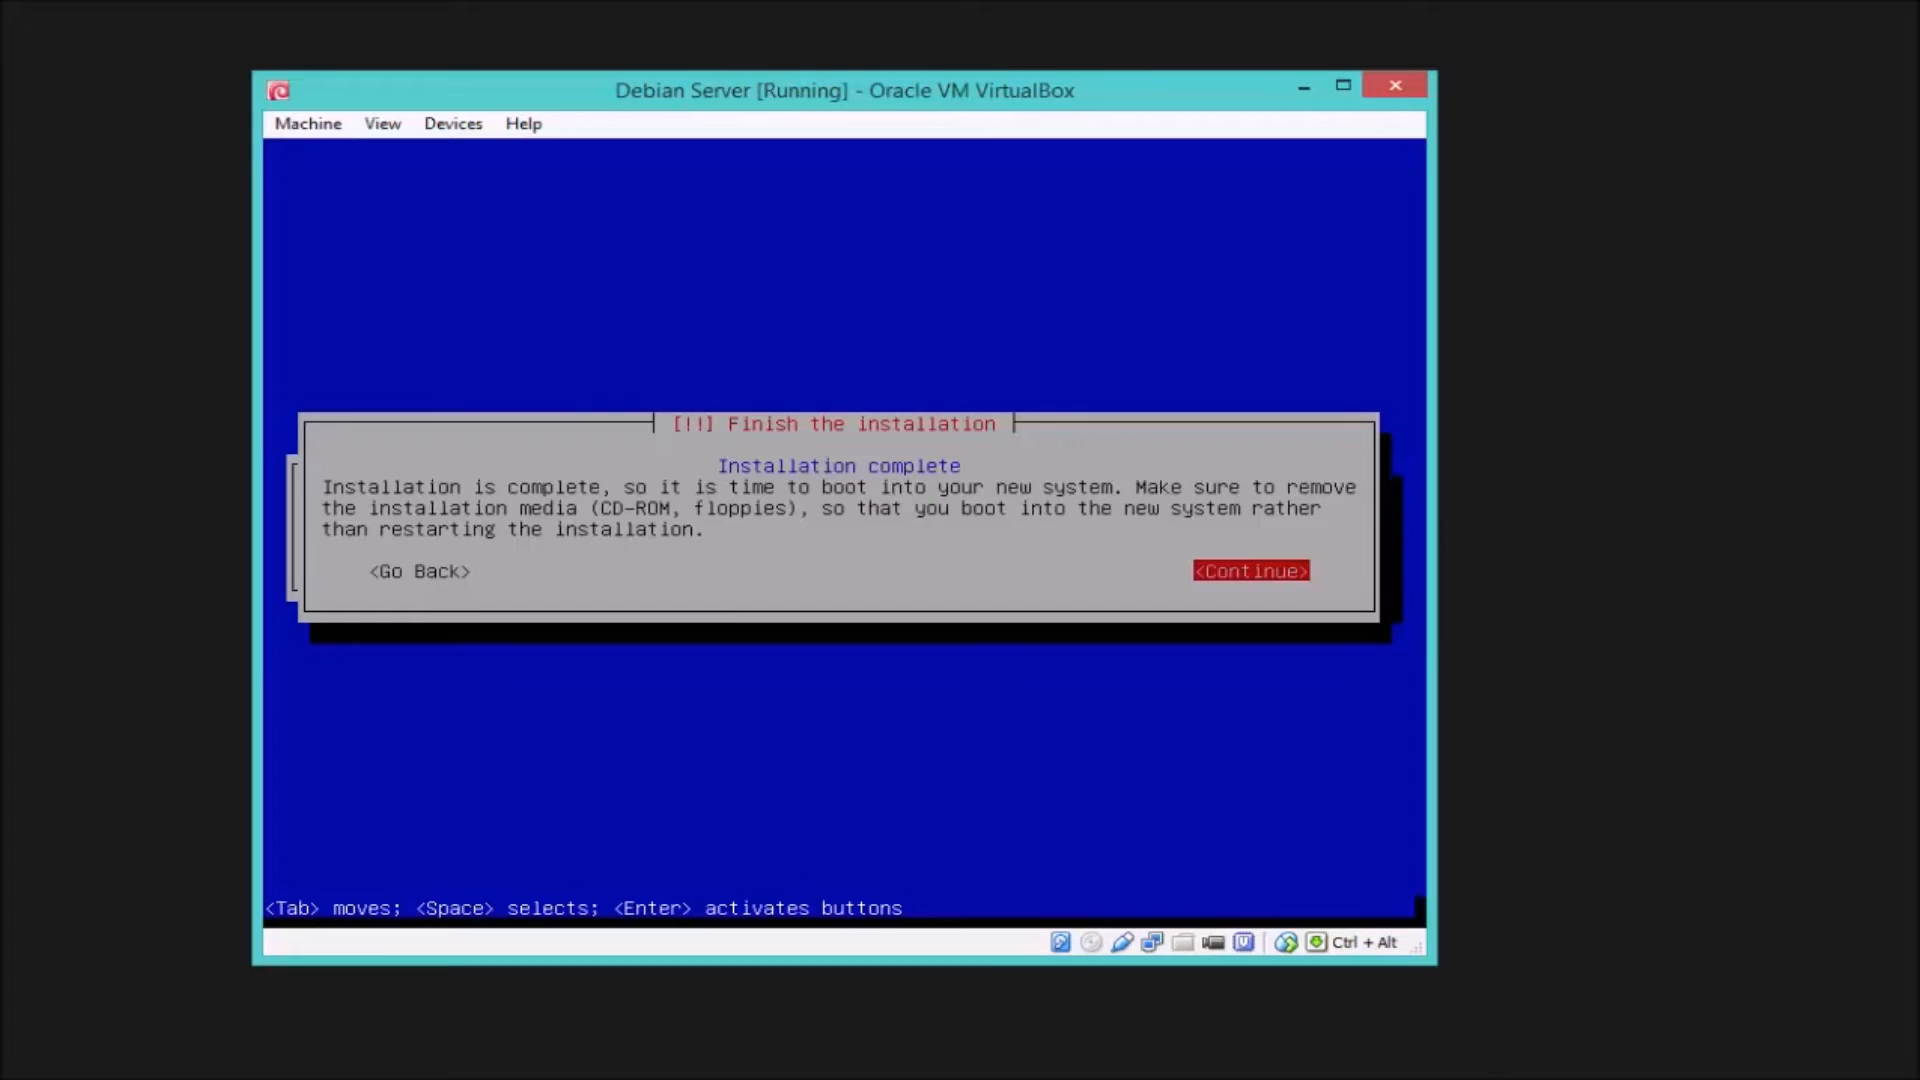 Debian Server [Running] - Oracle VM VirtualBox
Machine View Devices Help
[!!] Finish the installation
Installation complete
Installation is complete, so it is time to boot into your new system. Make sure to remove
the installation media (CD-ROM, floppies), so that you boot into the new system rather
than restarting the installation.
<Go Back> <Continue>
<Tab> moves; <Space> selects; <Enter> activates buttons
Ctrl + Alt